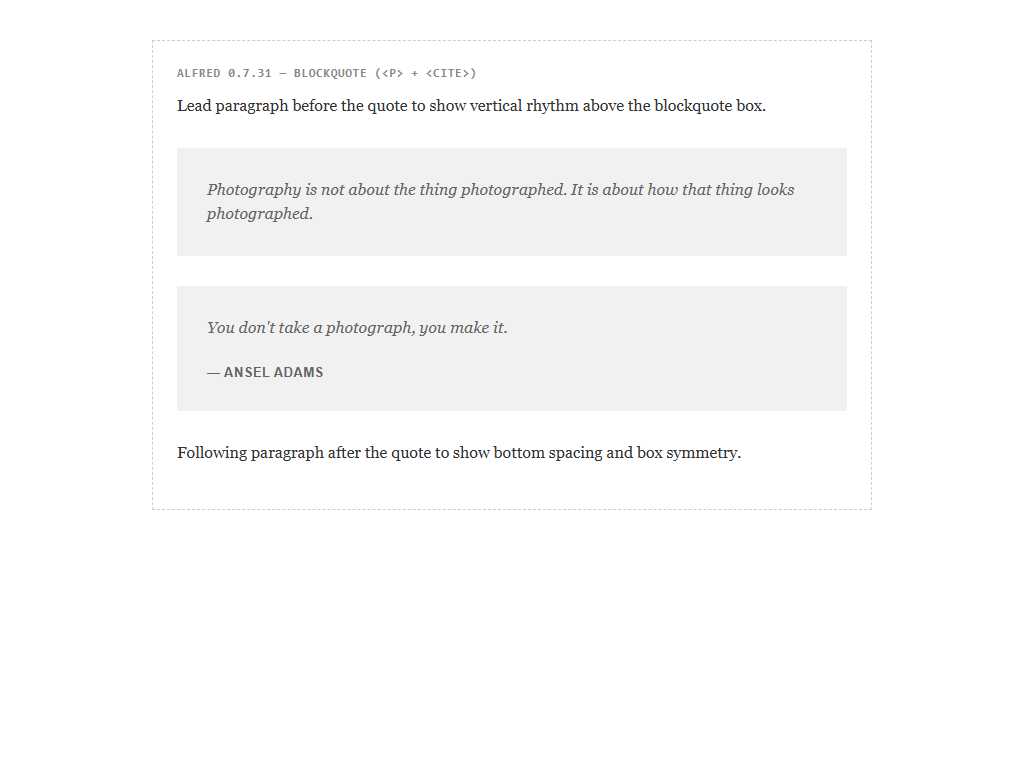 ALFRED 0.7.31 — BLOCKQUOTE (<P> + <CITE>)
Lead paragraph before the quote to show vertical rhythm above the blockquote box.
Photography is not about the thing photographed. It is about how that thing looks
photographed.
You don't take a photograph, you make it.
— ANSEL ADAMS
Following paragraph after the quote to show bottom spacing and box symmetry.